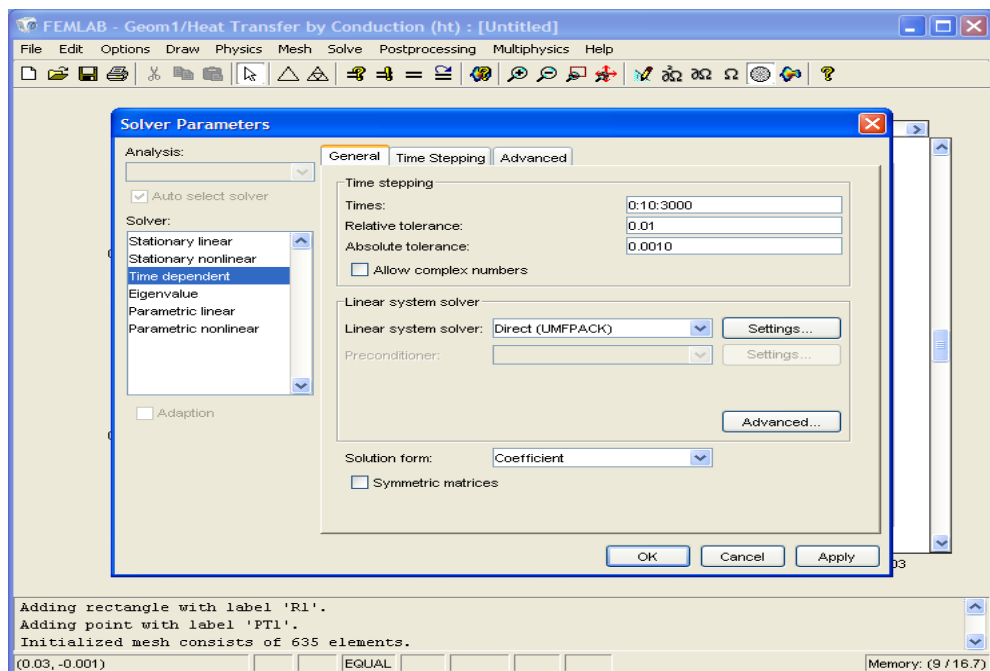 FEMLAB - Geom1/Heat Transfer by Conduction (ht) : [Untitled]
File Edit Options Draw Physics Mesh Solve Postprocessing Multiphysics Help
Solver Parameters
Analysis:
Auto select solver
Solver:
Stationary linear
Stationary nonlinear
Time dependent
Eigenvalue
Parametric linear
Parametric nonlinear
Adaption
General Time Stepping Advanced
Time stepping
Times: 0:10:3000
Relative tolerance: 0.01
Absolute tolerance: 0.0010
Allow complex numbers
Linear system solver
Linear system solver: Direct (UMFPACK) Settings...
Preconditioner: Settings...
Advanced...
Solution form: Coefficient
Symmetric matrices
OK Cancel Apply
Adding rectangle with label 'R1'.
Adding point with label 'PT1'.
Initialized mesh consists of 635 elements.
(0.03, -0.001) EQUAL Memory: (9 / 16.7)